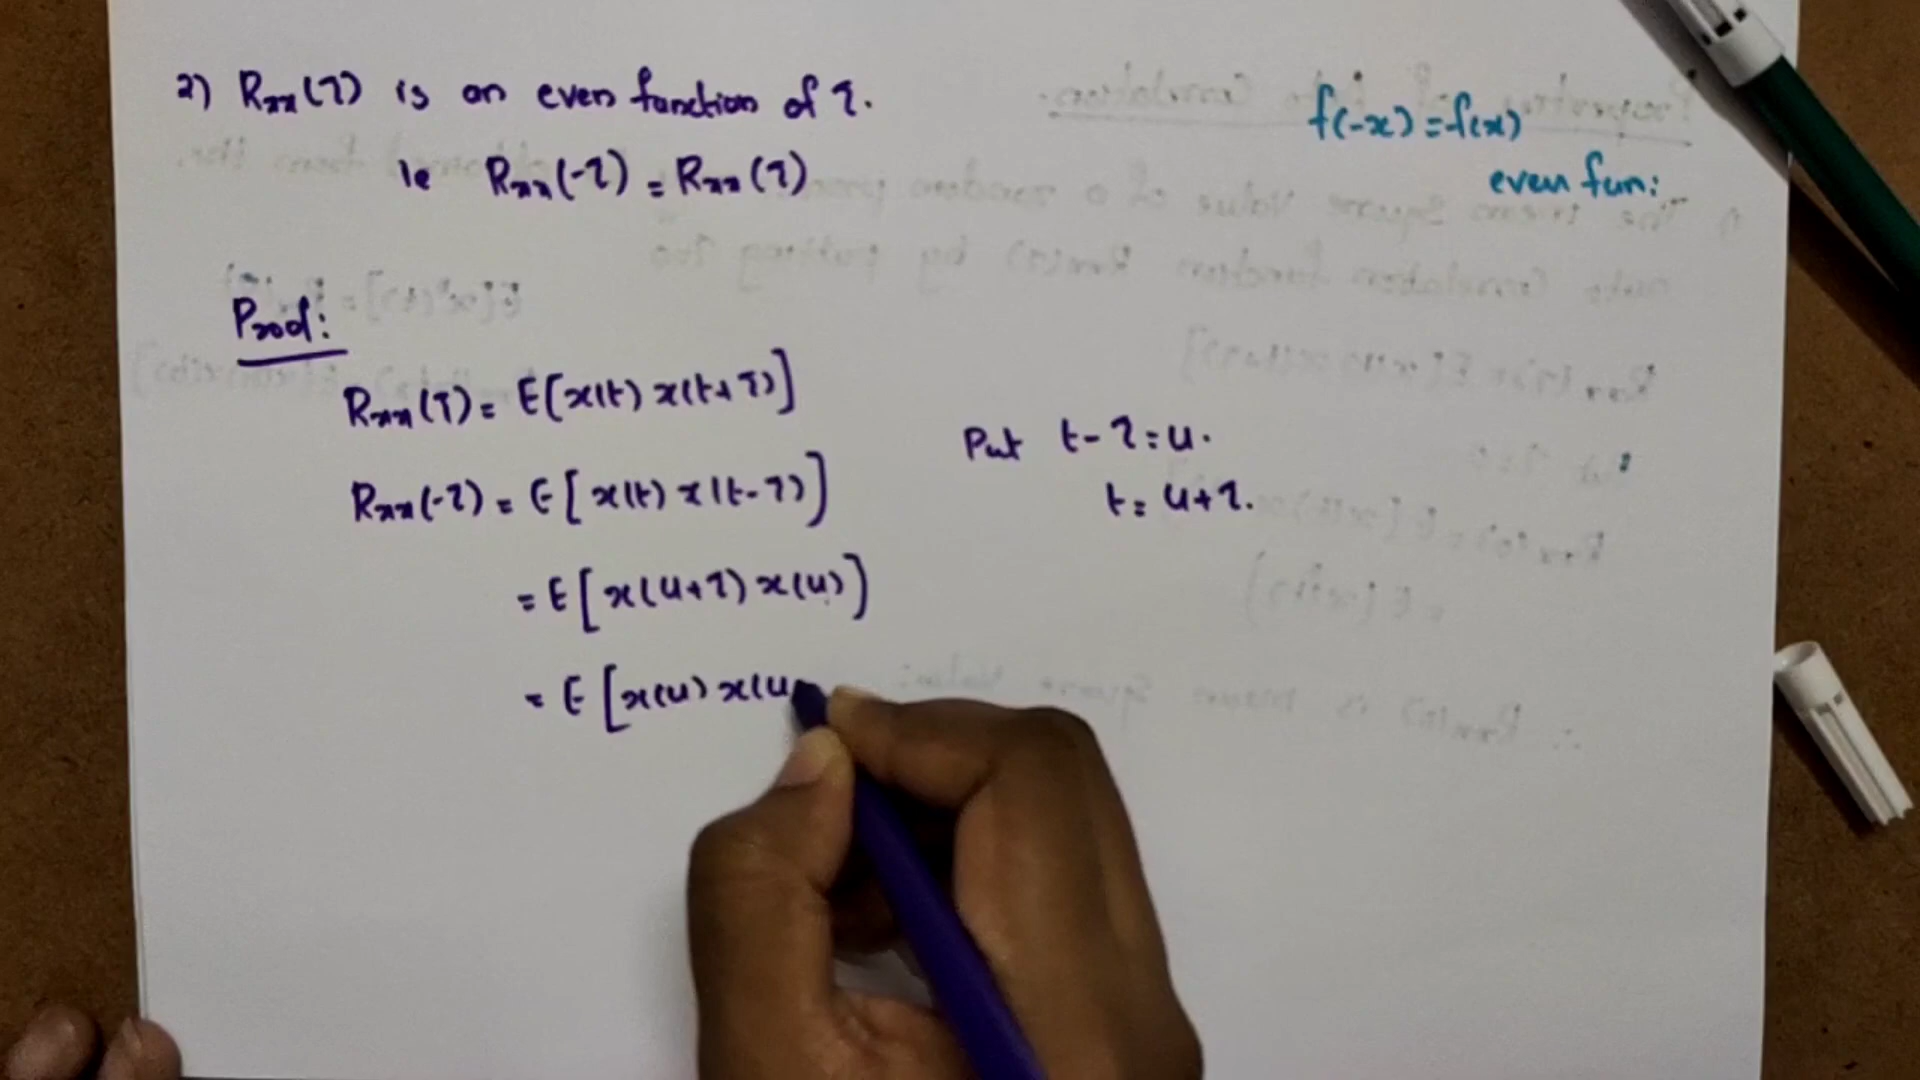 2) Rxx(τ) is an even function of τ.
ie Rxx(-τ) = Rxx(τ)
f(-x) = f(x)
even fun:
Proof:
Rxx(τ) = E[x(t) x(t+τ)]
Rxx(-τ) = E[x(t) x(t-τ)]
= E[x(u+τ) x(u)]
= E[x(u) x(u
Put t-τ = u.
t = u+τ.